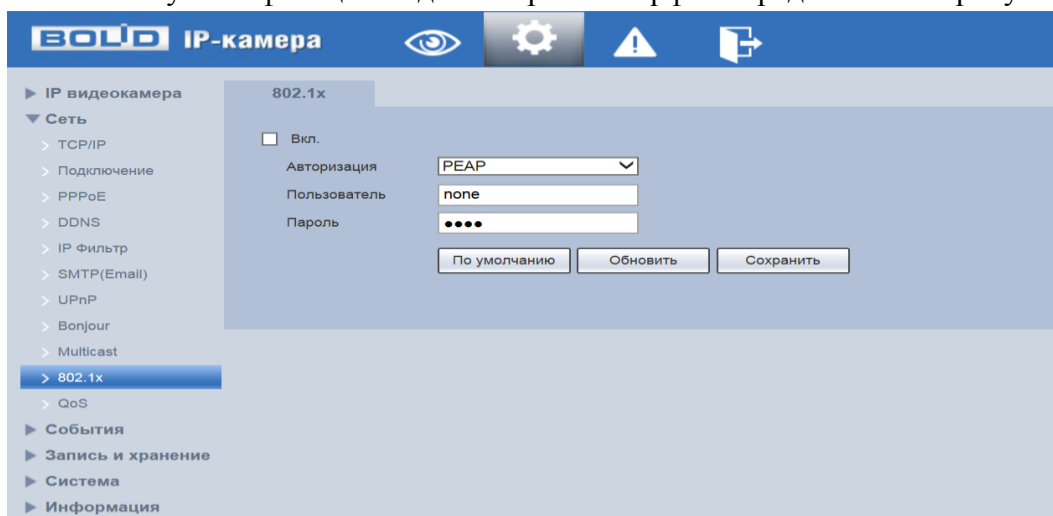 BOLID IP-камера
IP видеокамера
Сеть
TCP/IP
Подключение
PPPoE
DDNS
IP Фильтр
SMTP(Email)
UPnP
Bonjour
Multicast
802.1x
QoS
События
Запись и хранение
Система
Информация
802.1x
Вкл.
Авторизация PEAP
Пользователь none
Пароль ●●●●
По умолчанию Обновить Сохранить